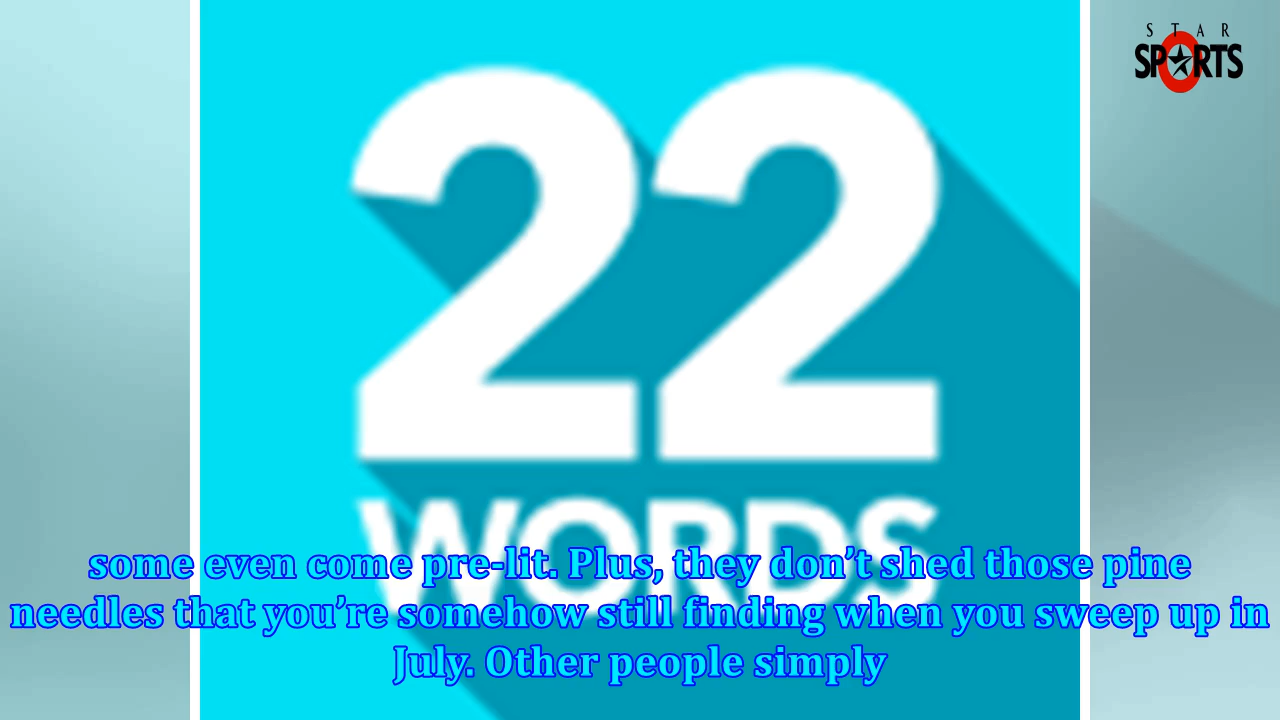 STAR
SPORTS
22
WORDS
some even come pre-lit. Plus, they don’t shed those pine
needles that you’re somehow still finding when you sweep up in
July. Other people simply